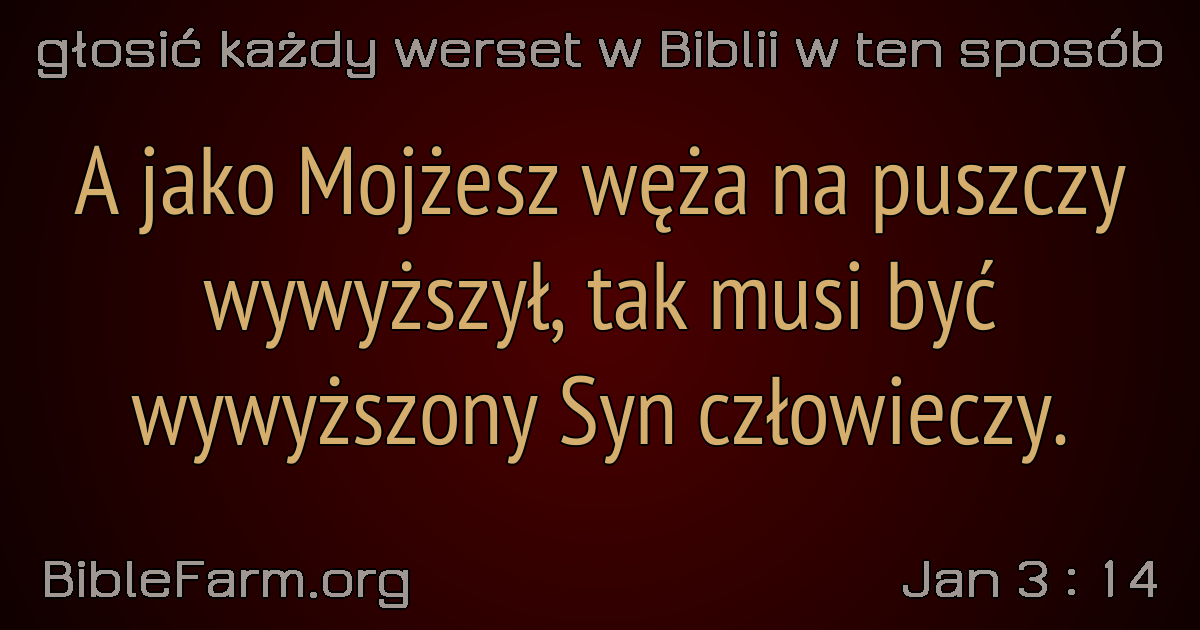 głosić każdy werset w Biblii w ten sposób
A jako Mojżesz węża na puszczy
wywyższył, tak musi być
wywyższony Syn człowieczy.
BibleFarm.org
Jan 3 : 14